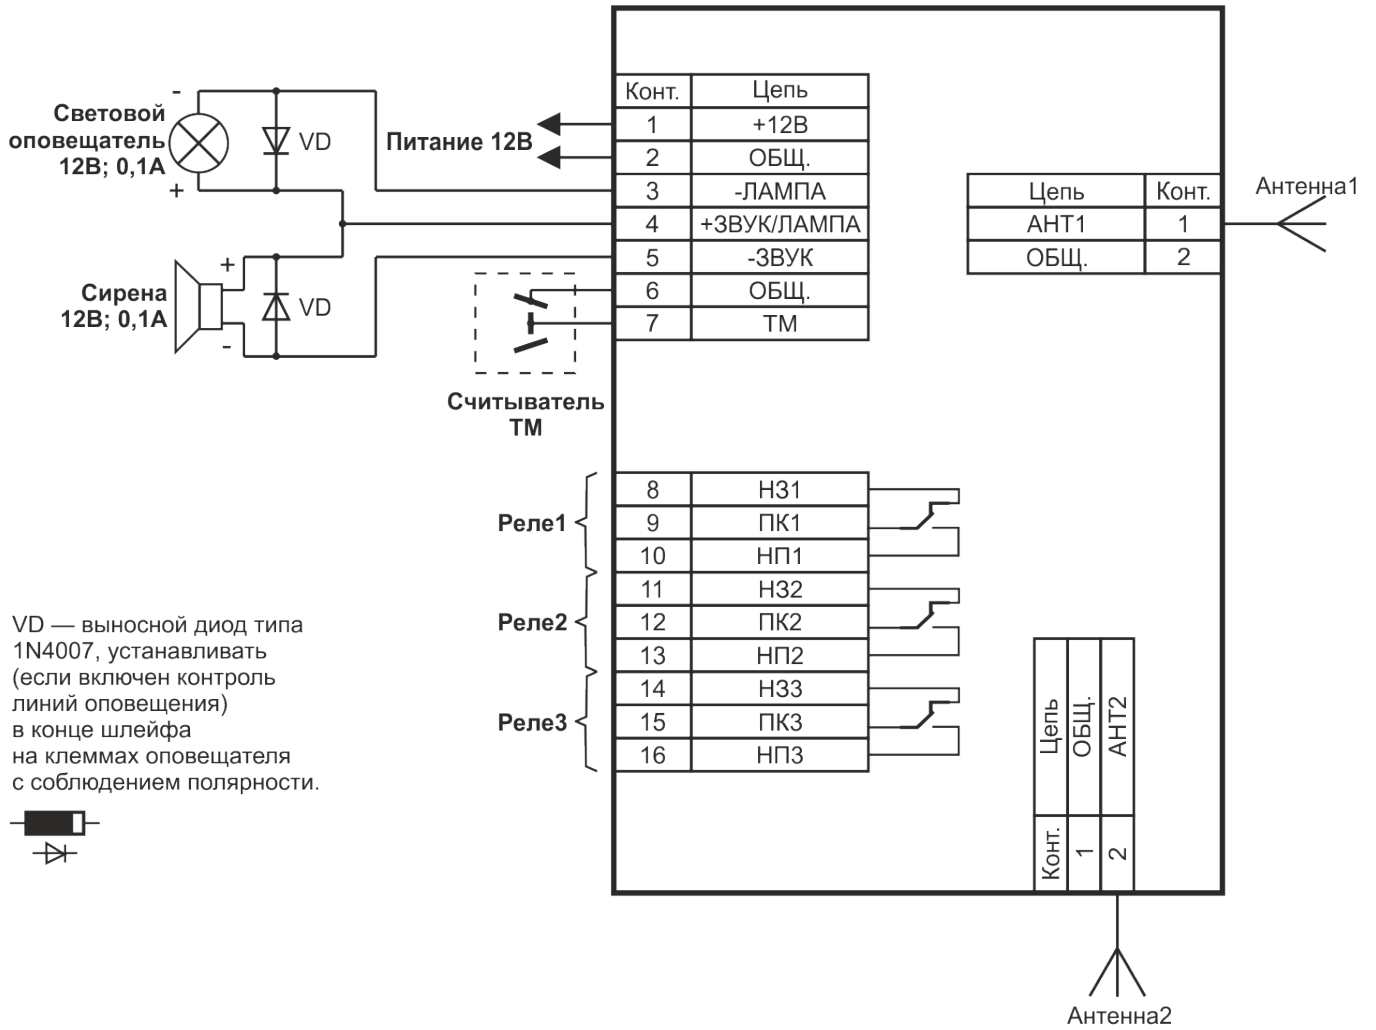 Световой
оповещатель
12В; 0,1А
-
+
VD
Питание 12В
Сирена
12В; 0,1А
+
-
VD
Считыватель
ТМ
Конт. Цепь
1 +12В
2 ОБЩ.
3 -ЛАМПА
4 +ЗВУК/ЛАМПА
5 -ЗВУК
6 ОБЩ.
7 ТМ
Цепь Конт.
АНТ1 1
ОБЩ. 2
Антенна1
Реле1
8 НЗ1
9 ПК1
10 НП1
Реле2
11 НЗ2
12 ПК2
13 НП2
Реле3
14 НЗ3
15 ПК3
16 НП3
VD — выносной диод типа
1N4007, устанавливать
(если включен контроль
линий оповещения)
в конце шлейфа
на клеммах оповещателя
с соблюдением полярности.
Конт. Цепь
1 ОБЩ.
2 АНТ2
Антенна2